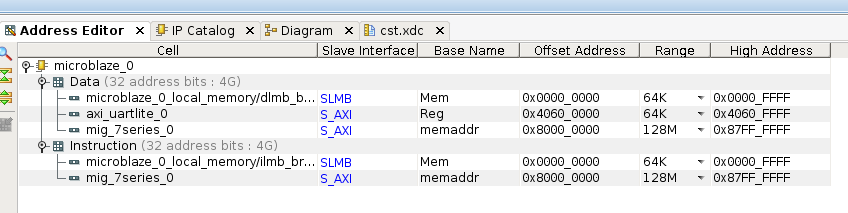 Address Editor × IP Catalog × Diagram × cst.xdc ×
Cell Slave Interface Base Name Offset Address Range High Address
microblaze_0
Data (32 address bits : 4G)
microblaze_0_local_memory/dlmb_b... SLMB Mem 0x0000_0000 64K 0x0000_FFFF
axi_uartlite_0 S_AXI Reg 0x4060_0000 64K 0x4060_FFFF
mig_7series_0 S_AXI memaddr 0x8000_0000 128M 0x87FF_FFFF
Instruction (32 address bits : 4G)
microblaze_0_local_memory/ilmb_br... SLMB Mem 0x0000_0000 64K 0x0000_FFFF
mig_7series_0 S_AXI memaddr 0x8000_0000 128M 0x87FF_FFFF